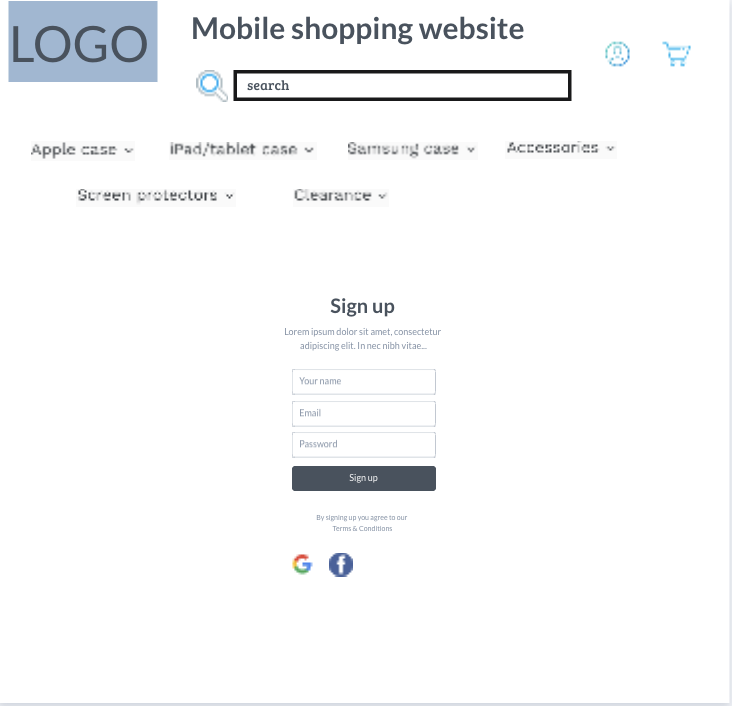 LOGO
Mobile shopping website
search
Apple case
iPad/tablet case
Samsung case
Accessories
Screen protectors
Clearance
Sign up
Lorem ipsum dolor sit amet, consectetur
adipiscing elit. In nec nibh vitae...
Your name
Email
Password
Sign up
By signing up you agree to our
Terms & Conditions